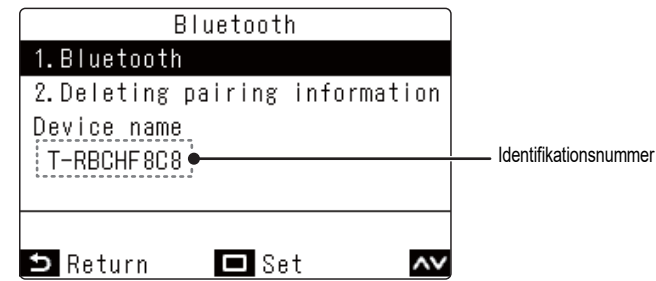 Bluetooth
1.Bluetooth
2.Deleting pairing information
Device name
T-RBCHF8C8
Identifikationsnummer
Return Set